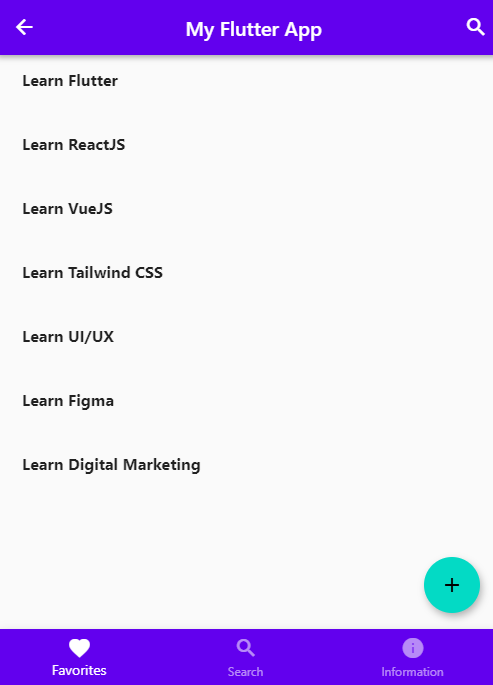 My Flutter App
Learn Flutter
Learn ReactJS
Learn VueJS
Learn Tailwind CSS
Learn UI/UX
Learn Figma
Learn Digital Marketing
Favorites
Search
Information